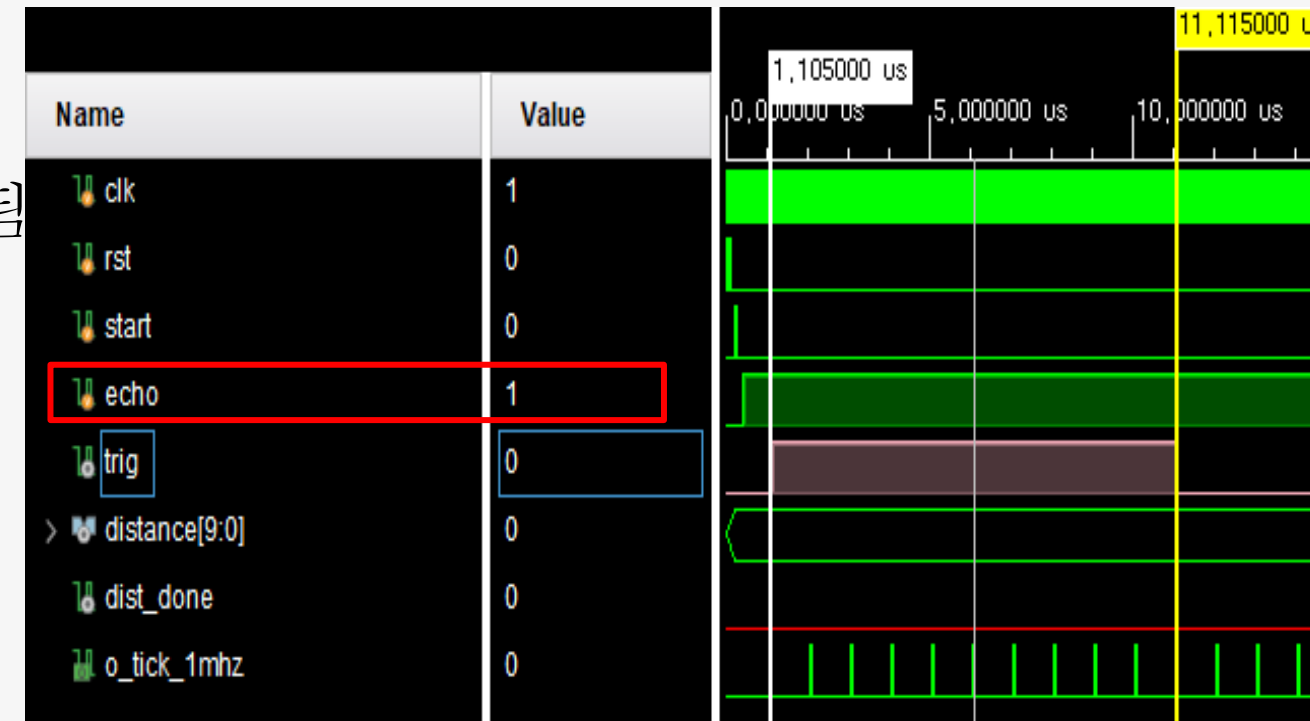 11,115000 u
1,105000 us
0,000000 us 5,000000 us 10,000000 us
Name Value
clk 1
rst 0
start 0
echo 1
trig 0
distance[9:0] 0
dist_done 0
o_tick_1mhz 0